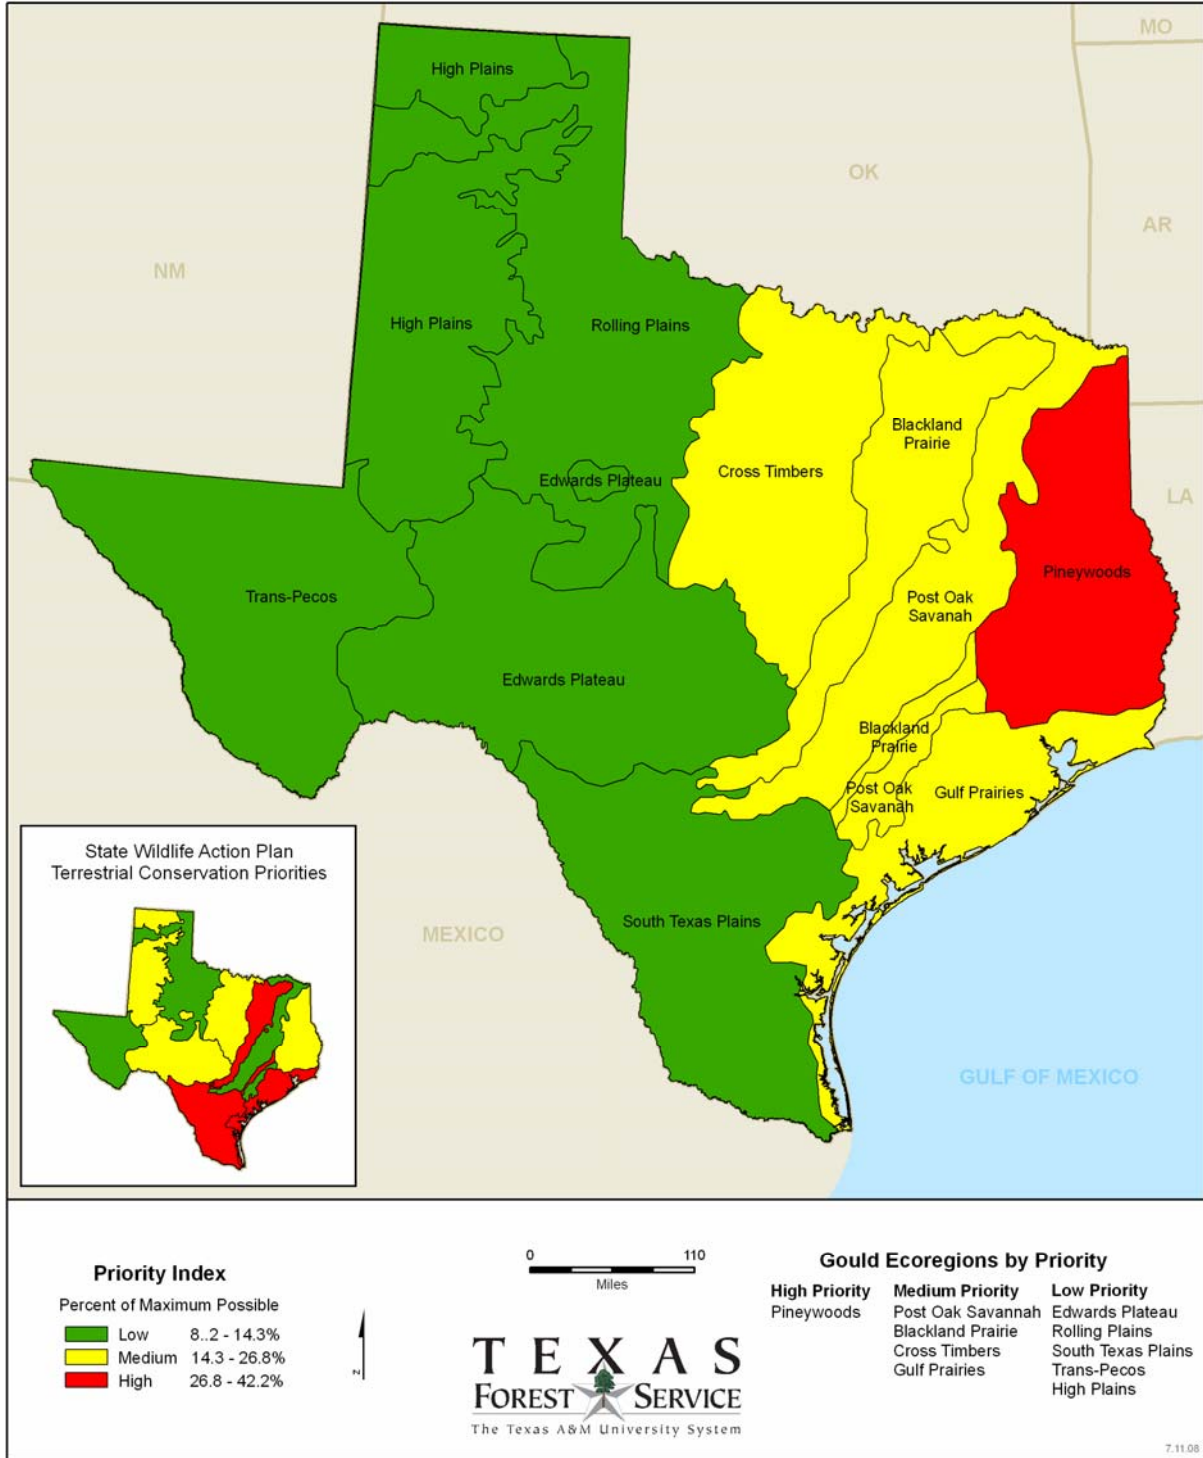 MO
High Plains
OK
AR
NM
High Plains
Rolling Plains
Blackland
Prairie
Cross Timbers
Edwards Plateau
LA
Pineywoods
Trans-Pecos
Post Oak
Savanah
Edwards Plateau
Blackland
Prairie
Post Oak
Savanah
Gulf Prairies
State Wildlife Action Plan
Terrestrial Conservation Priorities
South Texas Plains
MEXICO
GULF OF MEXICO
Priority Index
Percent of Maximum Possible
Low 8..2 - 14.3%
Medium 14.3 - 26.8%
High 26.8 - 42.2%
N
0 110
Miles
TEXAS
FOREST SERVICE
The Texas A&M University System
Gould Ecoregions by Priority
High Priority Medium Priority Low Priority
Pineywoods Post Oak Savannah Edwards Plateau
Blackland Prairie Rolling Plains
Cross Timbers South Texas Plains
Gulf Prairies Trans-Pecos
High Plains
7.11.08